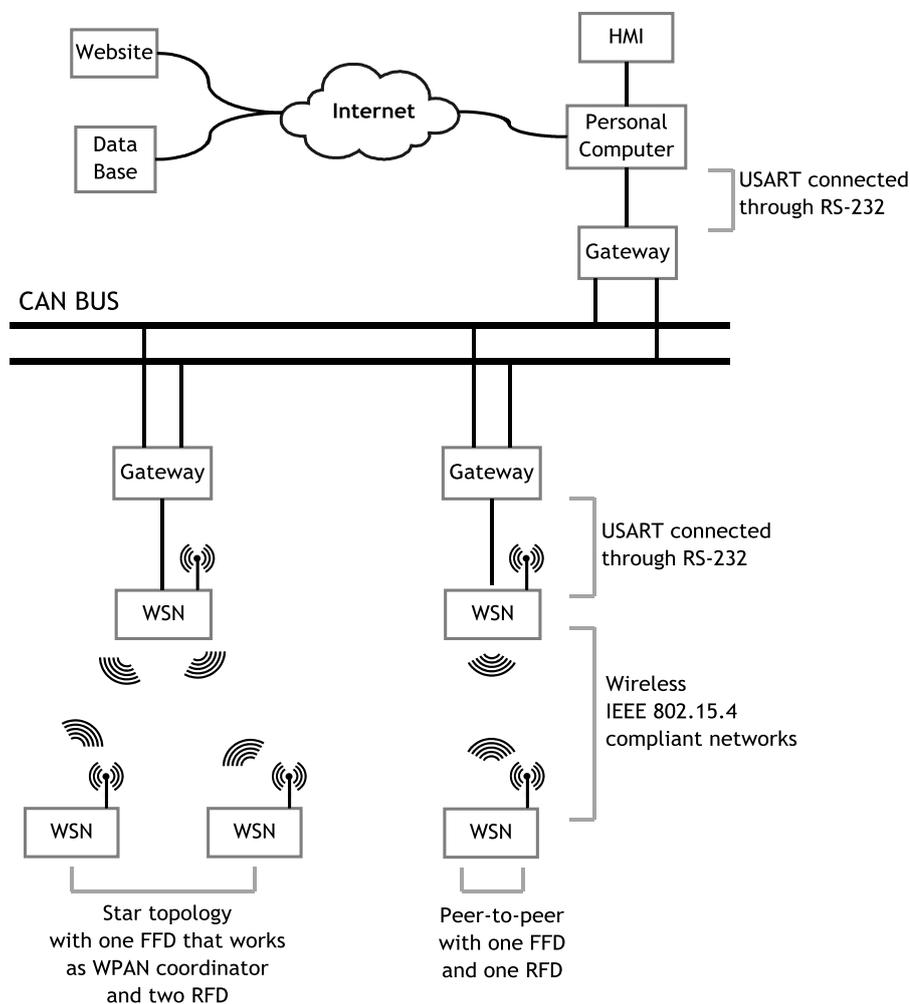 Website
HMI
Internet
Data
Base
Personal
Computer
USART connected
through RS-232
Gateway
CAN BUS
Gateway
Gateway
USART connected
through RS-232
WSN
WSN
Wireless
IEEE 802.15.4
compliant networks
WSN
WSN
WSN
Star topology
with one FFD that works
as WPAN coordinator
and two RFD
Peer-to-peer
with one FFD
and one RFD